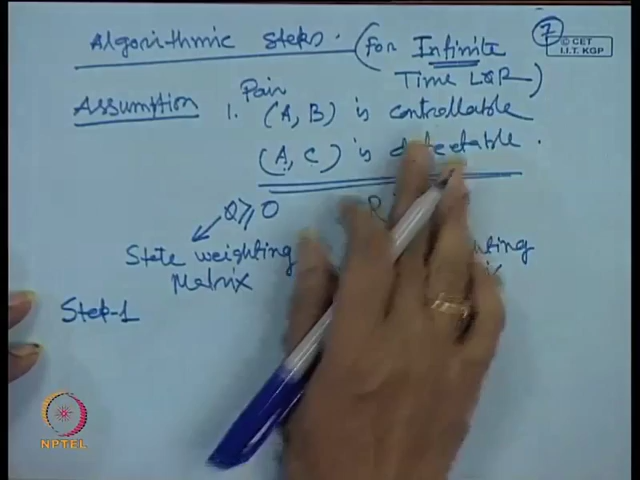 Algorithmic Steps. (For Infinite
Time LQR)
7
© CET
I.I.T. KGP
Assumption 1. Pair (A, B) is controllable
(A, C) is detectable.
Q ≥ 0 R
State weighting
Matrix
Step-1
NPTEL